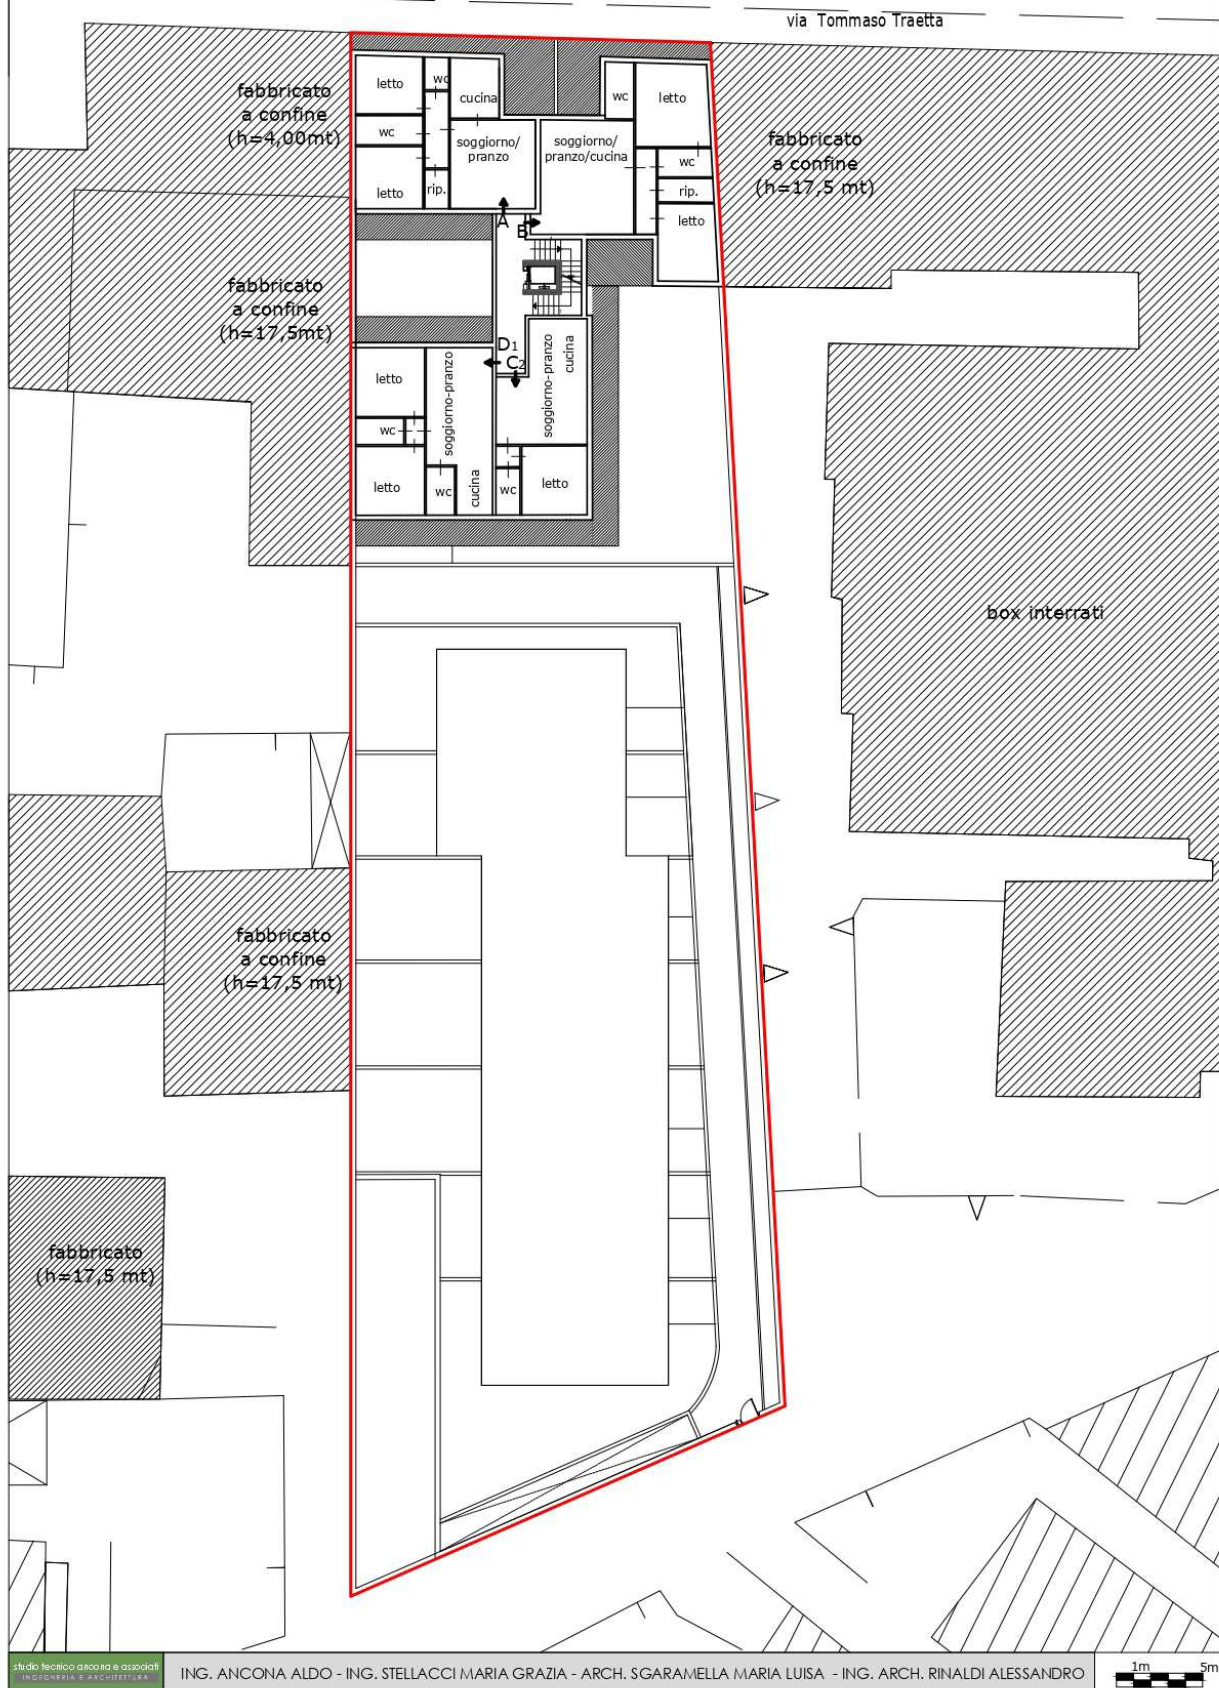 via Tommaso Traetta
fabbricato
a confine
(h=4,00mt)
letto
wc
cucina
wc
letto
wc
soggiorno/
pranzo
soggiorno/
pranzo/cucina
fabbricato
a confine
(h=17,5 mt)
wc
letto
rip.
rip.
letto
A
B
fabbricato
a confine
(h=17,5mt)
D1
C2
letto
soggiorno-pranzo
cucina
soggiorno-pranzo
cucina
wc
letto
wc
wc
letto
box interrati
fabbricato
a confine
(h=17,5 mt)
fabbricato
(h=17,5 mt)
studio tecnico ancona e associati
INGEGNERIA E ARCHITETTURA
ING. ANCONA ALDO - ING. STELLACCI MARIA GRAZIA - ARCH. SGARAMELLA MARIA LUISA - ING. ARCH. RINALDI ALESSANDRO
1m 5m